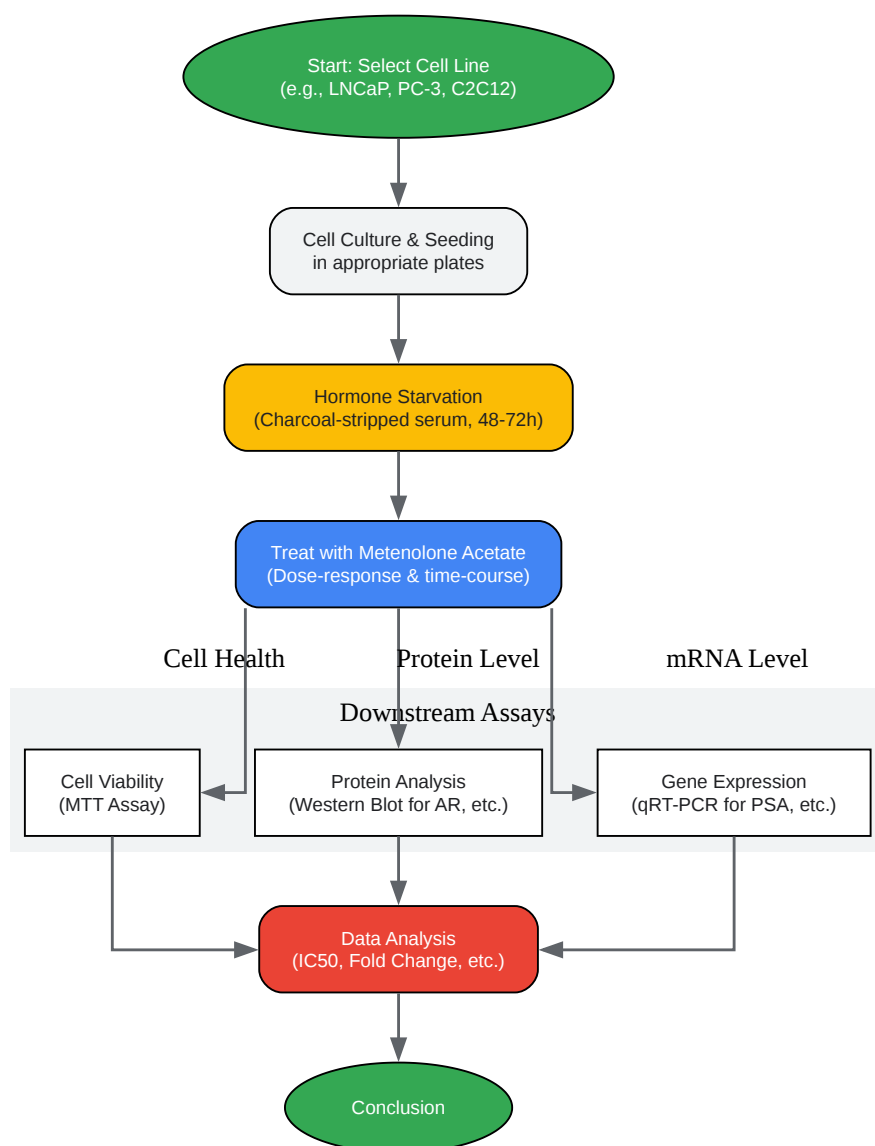 Start: Select Cell Line
(e.g., LNCaP, PC-3, C2C12)
Cell Culture & Seeding
in appropriate plates
Hormone Starvation
(Charcoal-stripped serum, 48-72h)
Treat with Metenolone Acetate
(Dose-response & time-course)
Cell Health
Protein Level
mRNA Level
Downstream Assays
Cell Viability
(MTT Assay)
Protein Analysis
(Western Blot for AR, etc.)
Gene Expression
(qRT-PCR for PSA, etc.)
Data Analysis
(IC50, Fold Change, etc.)
Conclusion